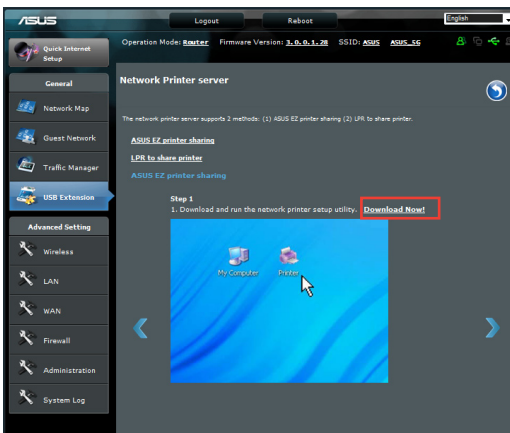 ASUS
Logout
Reboot
English
Quick Internet
Setup
Operation Mode: Router Firmware Version: 3.0.0.1.28 SSID: ASUS ASUS_5G
General
Network Map
Guest Network
Traffic Manager
USB Extension
Advanced Setting
Wireless
LAN
WAN
Firewall
Administration
System Log
Network Printer server
The network printer server supports 2 methods: (1) ASUS EZ printer sharing (2) LPR to share printer.
ASUS EZ printer sharing
LPR to share printer
ASUS EZ printer sharing
Step 1
1. Download and run the network printer setup utility. Download Now!
My Computer
Printer